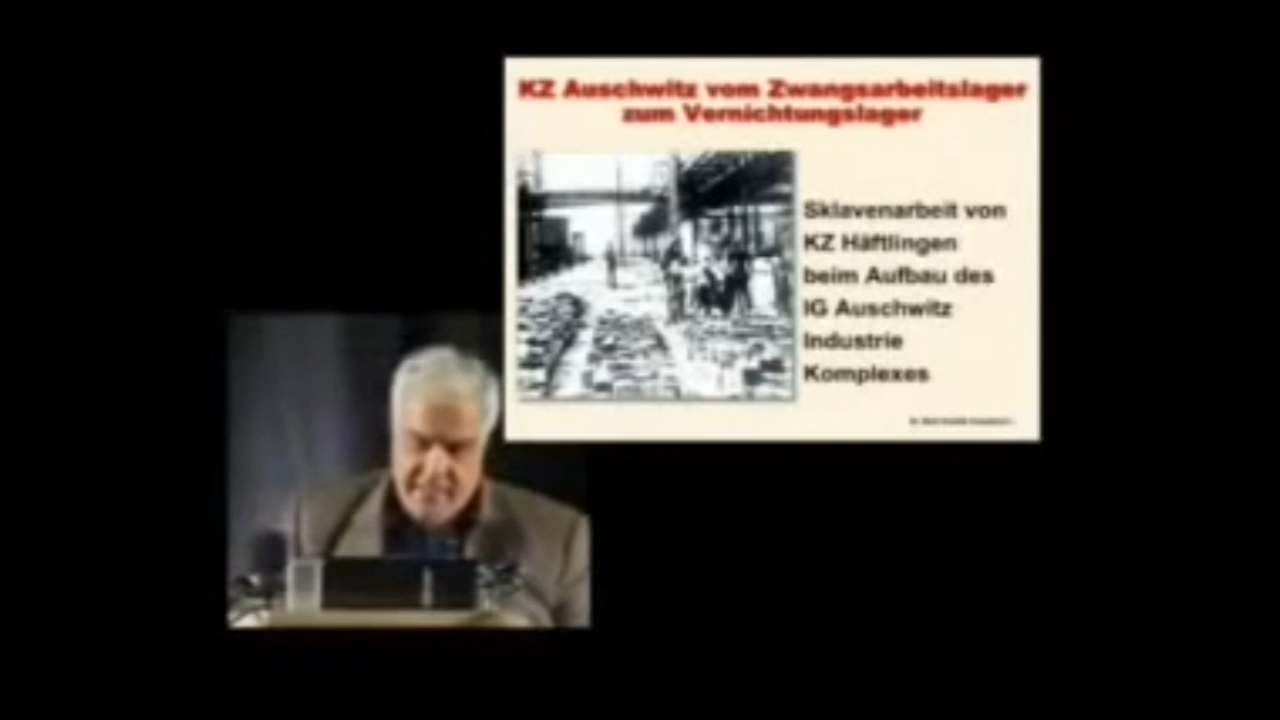 KZ Auschwitz vom Zwangsarbeitslager
zum Vernichtungslager
Sklavenarbeit von
KZ Häftlingen
beim Aufbau des
IG Auschwitz
Industrie
Komplexes